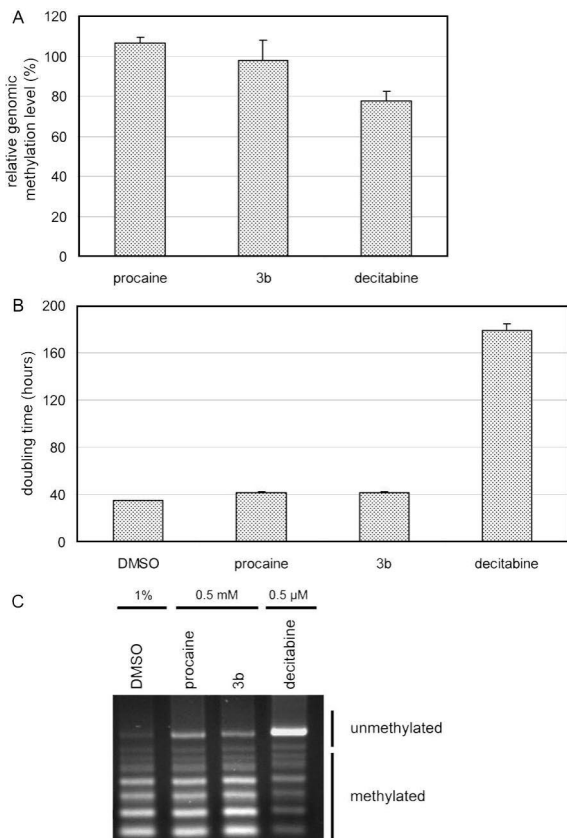 A
relative genomic
methylation level (%)
120
100
80
60
40
20
0
procaine
3b
decitabine
B
doubling time (hours)
200
160
120
80
40
0
DMSO
procaine
3b
decitabine
C
1%
0.5 mM
0.5 µM
DMSO
procaine
3b
decitabine
unmethylated
methylated